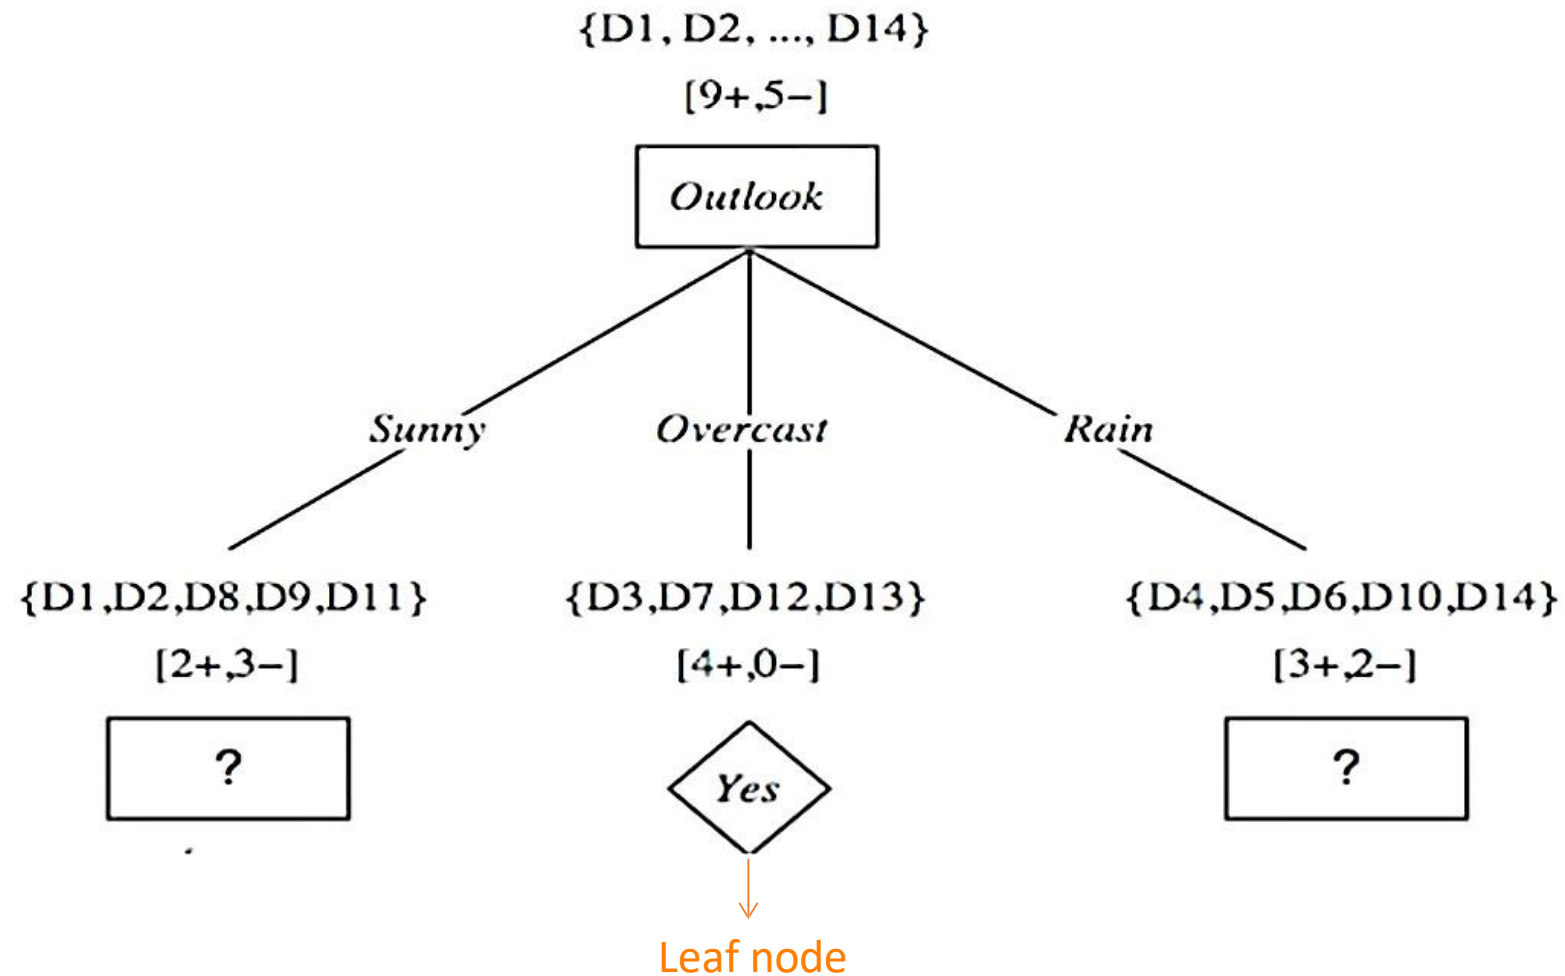 {D1, D2, ..., D14}
[9+,5−]
Outlook
Sunny
Overcast
Rain
{D1,D2,D8,D9,D11}
{D3,D7,D12,D13}
{D4,D5,D6,D10,D14}
[2+,3−]
[4+,0−]
[3+,2−]
?
Yes
?
Leaf node